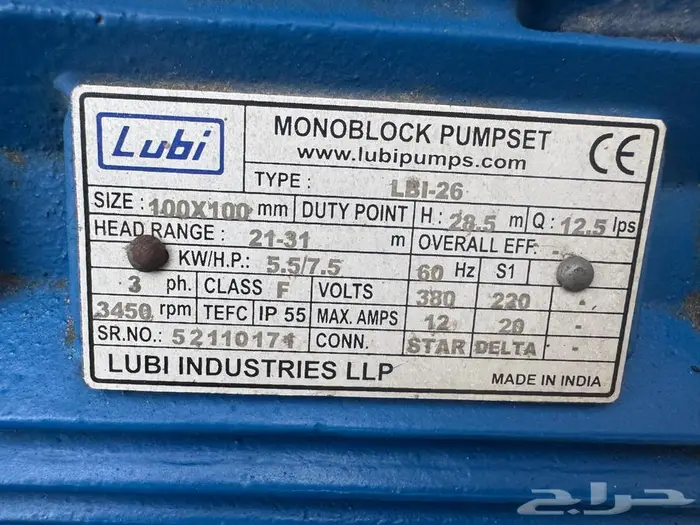 Lubi
MONOBLOCK PUMPSET
www.lubipumps.com
CE
TYPE : LBI-26
SIZE: 100X100 mm DUTY POINT H : 28.5 m Q : 12.5 lps
HEAD RANGE : 21-31 m OVERALL EFF. -
KW/H.P.: 5.5/7.5 60 Hz S1 -
3 ph. CLASS F VOLTS 380 220 -
3450 rpm TEFC IP 55 MAX. AMPS 12 20 -
SR.NO.: 52110171 CONN. STAR DELTA -
LUBI INDUSTRIES LLP
MADE IN INDIA
حراج